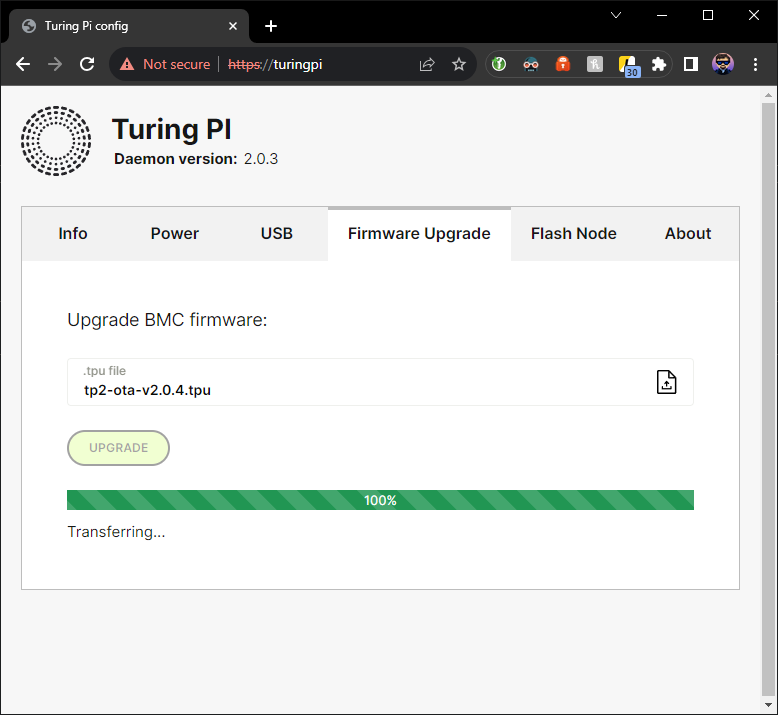 Turing Pi config
Not secure
https://turingpi
30
Turing PI
Daemon version: 2.0.3
Info Power USB Firmware Upgrade Flash Node About
Upgrade BMC firmware:
.tpu file
tp2-ota-v2.0.4.tpu
UPGRADE
100%
Transferring...